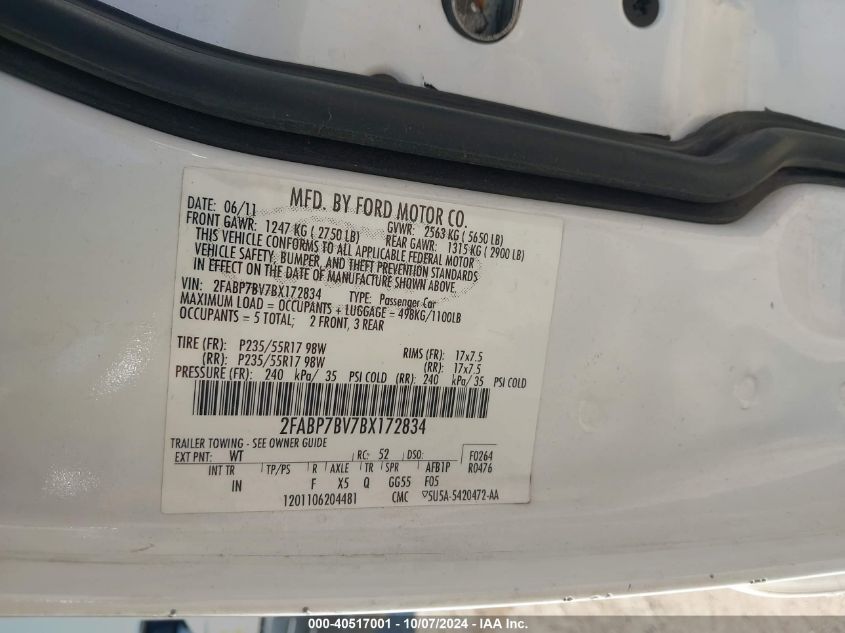 MFD. BY FORD MOTOR CO.
DATE: 06/11 GVWR: 2563 KG ( 5650 LB)
FRONT GAWR: 1247 KG ( 2750 LB) REAR GAWR: 1315 KG ( 2900 LB)
THIS VEHICLE CONFORMS TO ALL APPLICABLE FEDERAL MOTOR
VEHICLE SAFETY, BUMPER, AND THEFT PREVENTION STANDARDS
IN EFFECT ON THE DATE OF MANUFACTURE SHOWN ABOVE.
VIN: 2FABP7BV7BX172834 TYPE: Passenger Car
MAXIMUM LOAD = OCCUPANTS + LUGGAGE = 498KG/1100LB
OCCUPANTS = 5 TOTAL; 2 FRONT, 3 REAR
TIRE (FR): P235/55R17 98W RIMS (FR): 17x7.5
(RR): P235/55R17 98W (RR): 17x7.5
PRESSURE (FR): 240 kPa/ 35 PSI COLD (RR): 240 kPa/ 35 PSI COLD
2FABP7BV7BX172834
TRAILER TOWING - SEE OWNER GUIDE
EXT PNT: WT RC: 52 DSO: F0264
INT TR TP/PS R AXLE TR SPR AFB1P R0476
IN F X5 Q GG55 F05
1201106204481 CMC ▽5U5A-5420472-AA
000-40517001 - 10/07/2024 - IAA Inc.